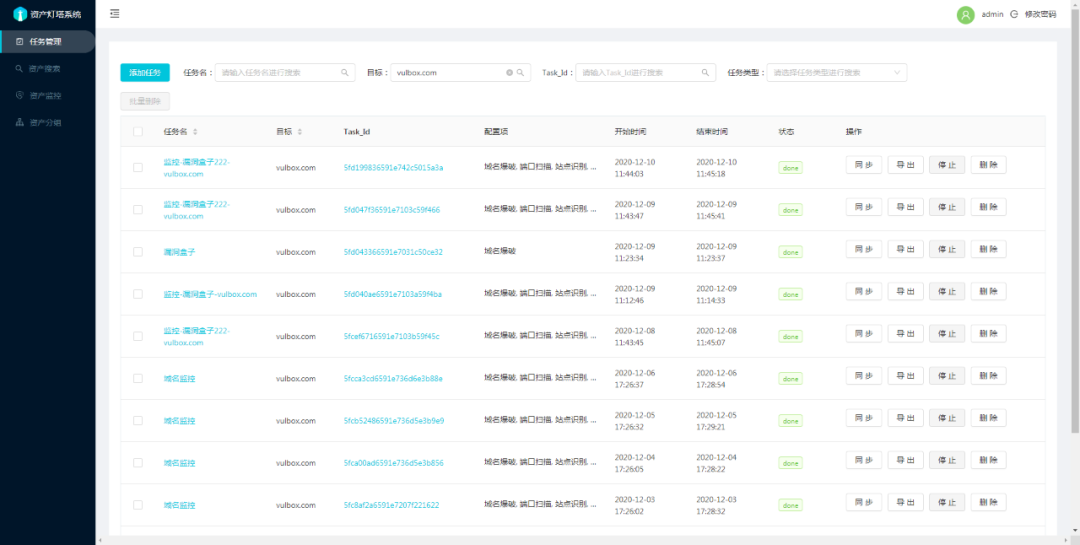 资产灯塔系统
admin 修改密码
任务管理
资产搜索
资产监控
资产分组
添加任务 任务名： 请输入任务名进行搜索 目标： vulbox.com Task_Id： 请输入Task_Id进行搜索 任务类型： 请选择任务类型进行搜索
批量删除
任务名 目标 Task_Id 配置项 开始时间 结束时间 状态 操作
监控-漏洞盒子222-
vulbox.com
vulbox.com
5fd199836591e742c5015a3a
域名爆破, 端口扫描, 站点识别, ...
2020-12-10
11:44:03
2020-12-10
11:45:18
done
同 步 导 出 停 止 删 除
监控-漏洞盒子222-
vulbox.com
vulbox.com
5fd047f36591e7103c59f466
域名爆破, 端口扫描, 站点识别, ...
2020-12-09
11:43:47
2020-12-09
11:45:41
done
同 步 导 出 停 止 删 除
漏洞盒子
vulbox.com
5fd043366591e7031c50ce32
域名爆破
2020-12-09
11:23:34
2020-12-09
11:23:37
done
同 步 导 出 停 止 删 除
监控-漏洞盒子-vulbox.com
vulbox.com
5fd040ae6591e7103a59f4ba
域名爆破, 端口扫描, 站点识别, ...
2020-12-09
11:12:46
2020-12-09
11:14:33
done
同 步 导 出 停 止 删 除
监控-漏洞盒子222-
vulbox.com
vulbox.com
5fcef6716591e7103b59f45c
域名爆破, 端口扫描, 站点识别, ...
2020-12-08
11:43:45
2020-12-08
11:45:07
done
同 步 导 出 停 止 删 除
域名监控
vulbox.com
5fcca3cd6591e736d6e3b88e
域名爆破, 端口扫描, 站点识别, ...
2020-12-06
17:26:37
2020-12-06
17:28:54
done
同 步 导 出 停 止 删 除
域名监控
vulbox.com
5fcb52486591e736d5e3b9e9
域名爆破, 端口扫描, 站点识别, ...
2020-12-05
17:26:32
2020-12-05
17:29:21
done
同 步 导 出 停 止 删 除
域名监控
vulbox.com
5fca00ad6591e736d5e3b856
域名爆破, 端口扫描, 站点识别, ...
2020-12-04
17:26:05
2020-12-04
17:28:22
done
同 步 导 出 停 止 删 除
域名监控
vulbox.com
5fc8af2a6591e7207f221622
域名爆破, 端口扫描, 站点识别, ...
2020-12-03
17:26:02
2020-12-03
17:28:32
done
同 步 导 出 停 止 删 除